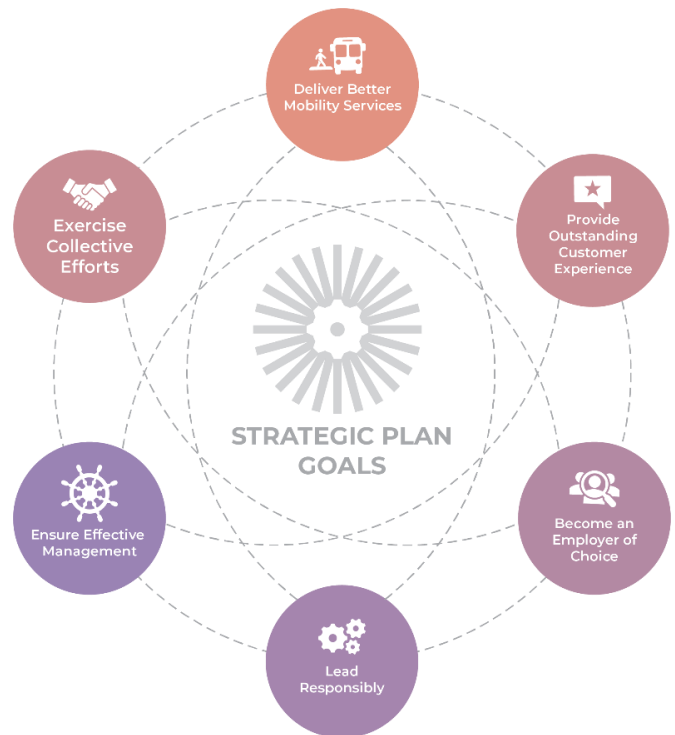 Deliver Better
Mobility Services
Provide
Outstanding
Customer
Experience
Become an
Employer of
Choice
Lead
Responsibly
Ensure Effective
Management
Exercise
Collective
Efforts
STRATEGIC PLAN
GOALS